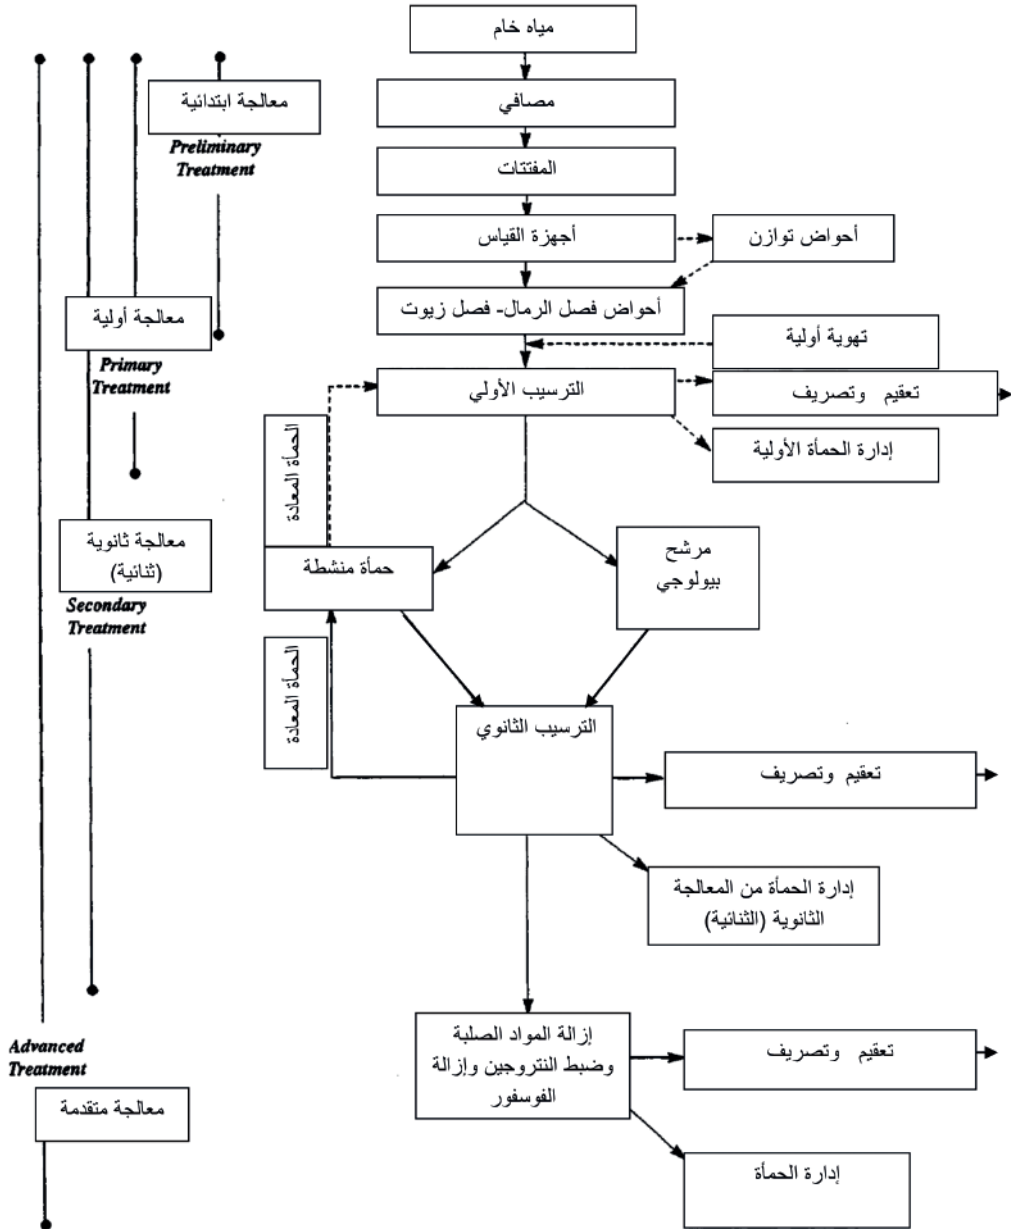 مياه خام
معالجة ابتدائية
Preliminary
Treatment
مصافي
المفتتات
أجهزة القياس
أحواض توازن
معالجة أولية
Primary
Treatment
أحواض فصل الرمال- فصل زيوت
تهوية أولية
الترسيب الأولي
تعقيم وتصريف
إدارة الحمأة الأولية
الحمأة المعادة
معالجة ثانوية
(ثنائية)
Secondary
Treatment
حمأة منشطة
مرشح
بيولوجي
الحمأة المعادة
الترسيب الثانوي
تعقيم وتصريف
إدارة الحمأة من المعالجة
الثانوية (الثنائية)
Advanced
Treatment
معالجة متقدمة
إزالة المواد الصلبة
وضبط النتروجين وإزالة
الفوسفور
تعقيم وتصريف
إدارة الحمأة